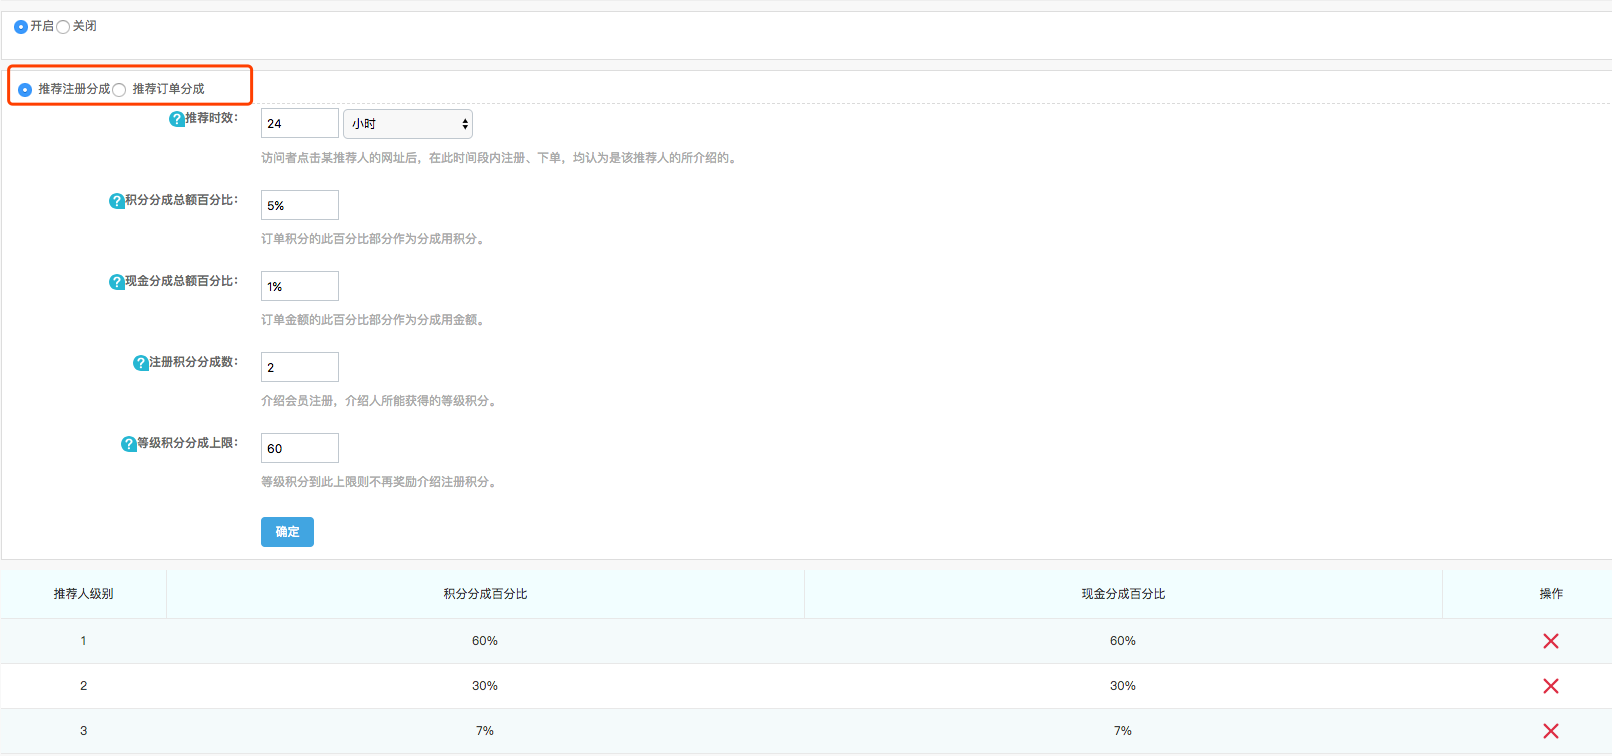 开启 关闭
推荐注册分成 推荐订单分成
?推荐时效： 24 小时
访问者点击某推荐人的网址后，在此时间段内注册、下单，均认为是该推荐人的所介绍的。
?积分分成总额百分比： 5%
订单积分的此百分比部分作为分成用积分。
?现金分成总额百分比： 1%
订单金额的此百分比部分作为分成用金额。
?注册积分分成数： 2
介绍会员注册，介绍人所能获得的等级积分。
?等级积分分成上限： 60
等级积分到此上限则不再奖励介绍注册积分。
确定
推荐人级别 积分分成百分比 现金分成百分比 操作
1 60% 60%
2 30% 30%
3 7% 7%